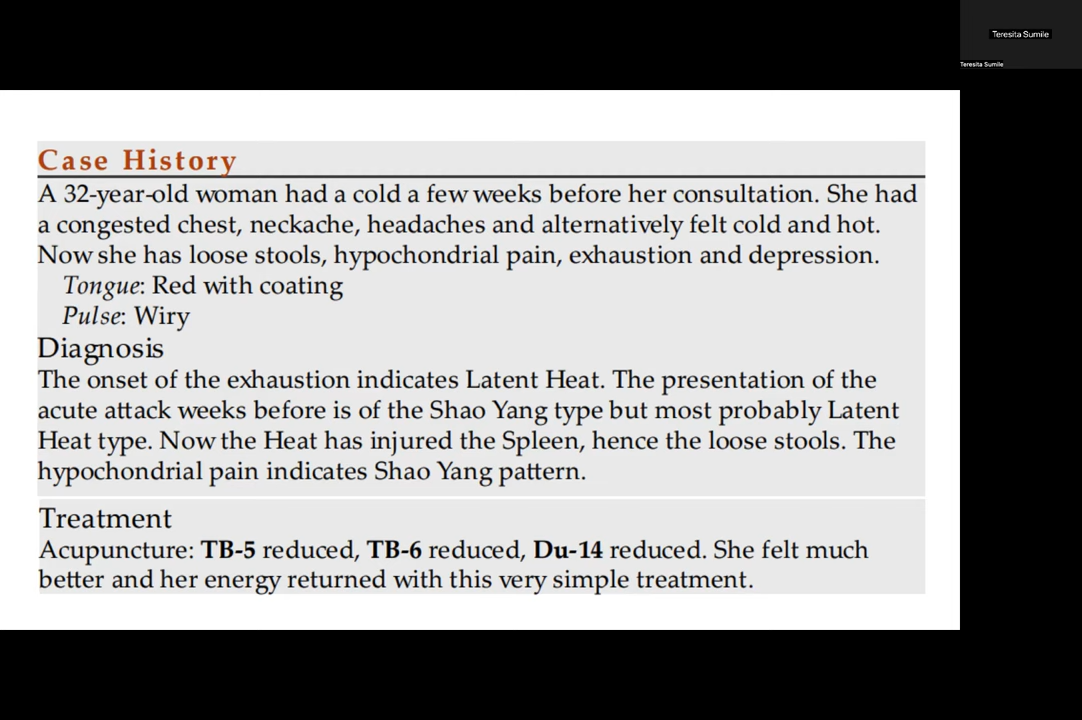 Teresita Sumile
Teresita Sumile
Case History
A 32-year-old woman had a cold a few weeks before her consultation. She had
a congested chest, neckache, headaches and alternatively felt cold and hot.
Now she has loose stools, hypochondrial pain, exhaustion and depression.
Tongue: Red with coating
Pulse: Wiry
Diagnosis
The onset of the exhaustion indicates Latent Heat. The presentation of the
acute attack weeks before is of the Shao Yang type but most probably Latent
Heat type. Now the Heat has injured the Spleen, hence the loose stools. The
hypochondrial pain indicates Shao Yang pattern.
Treatment
Acupuncture: TB-5 reduced, TB-6 reduced, Du-14 reduced. She felt much
better and her energy returned with this very simple treatment.